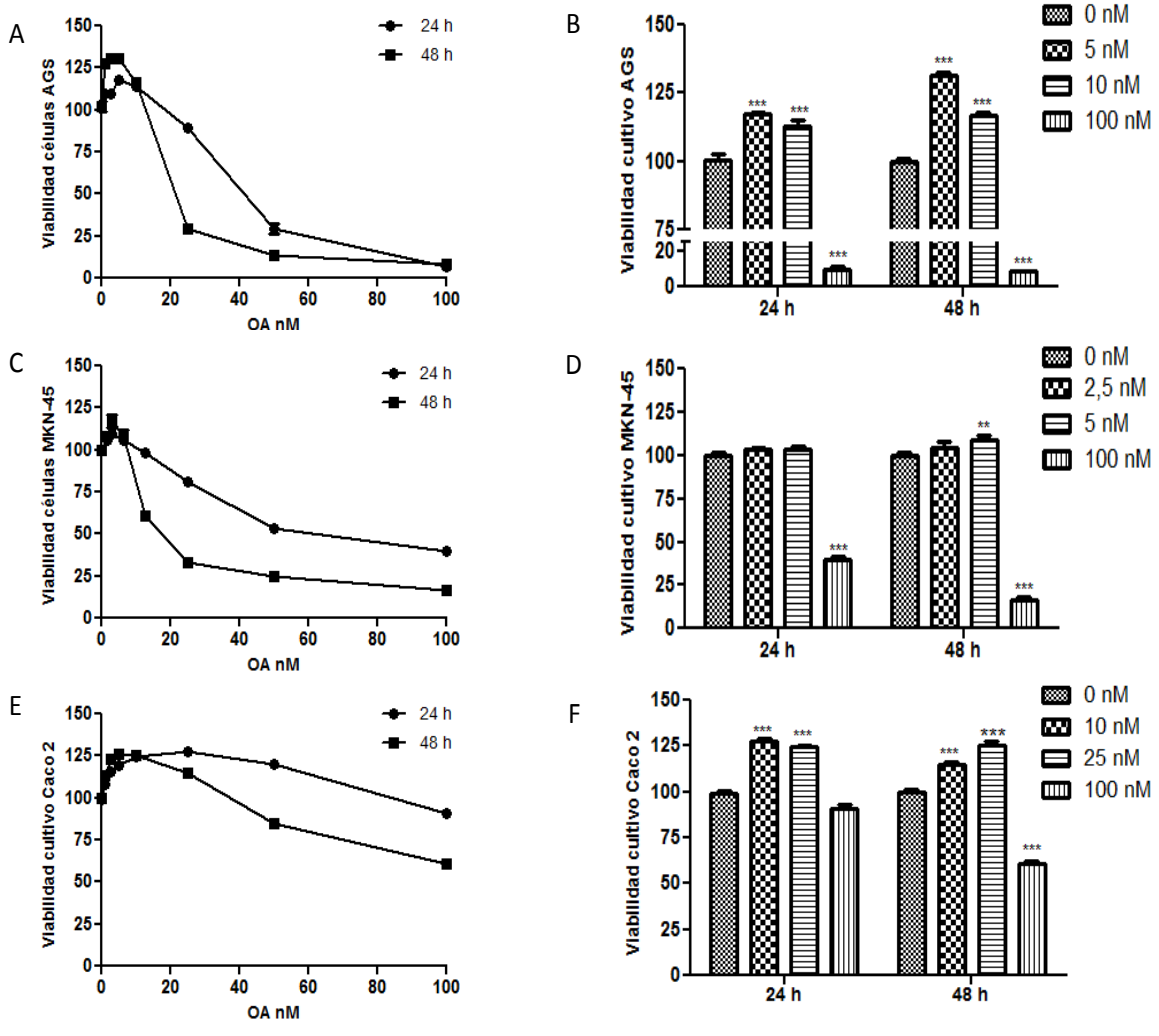 A
Viabilidad células AGS
150
125
100
75
50
25
0
0 20 40 60 80 100
OA nM
24 h
48 h
B
Viabilidad cultivo AGS
150
125
100
75
20
0
*** *** *** *** *** ***
24 h 48 h
0 nM
5 nM
10 nM
100 nM
C
Viabilidad células MKN-45
150
125
100
75
50
25
0
0 20 40 60 80 100
OA nM
24 h
48 h
D
Viabilidad cultivo MKN-45
150
125
100
75
50
25
0
*** ** ***
24 h 48 h
0 nM
2,5 nM
5 nM
100 nM
E
Viabilidad cultivo Caco 2
150
125
100
75
50
25
0
0 20 40 60 80 100
OA nM
24 h
48 h
F
Viabilidad cultivo Caco 2
150
125
100
75
50
25
0
*** *** *** *** ***
24 h 48 h
0 nM
10 nM
25 nM
100 nM